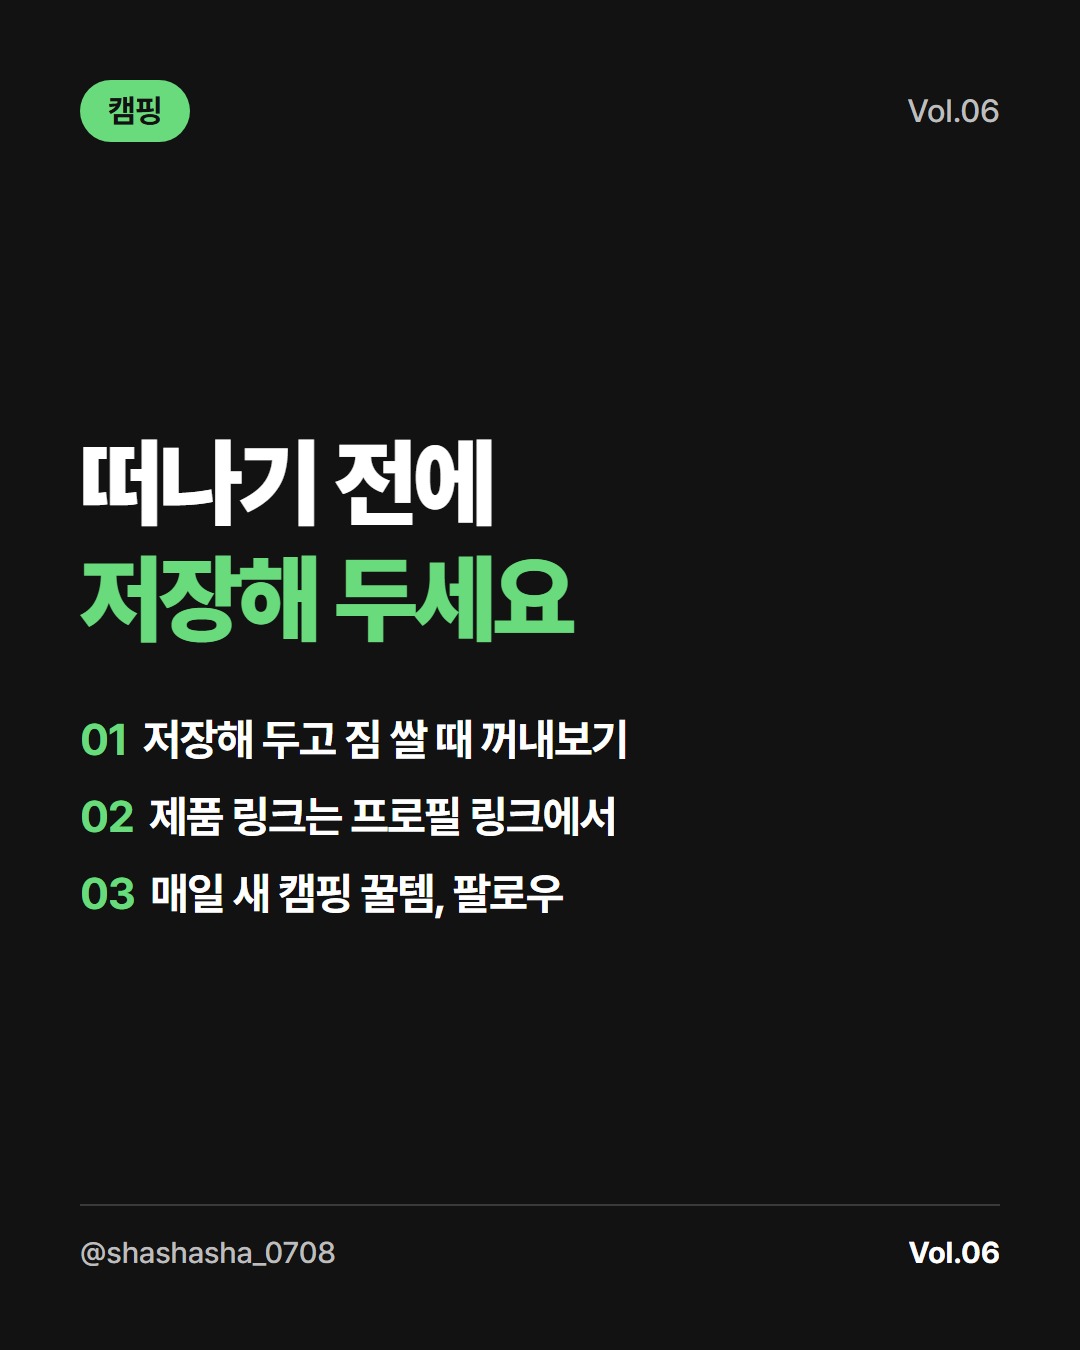 캠핑
Vol.06
떠나기 전에
저장해 두세요
01 저장해 두고 짐 쌀 때 꺼내보기
02 제품 링크는 프로필 링크에서
03 매일 새 캠핑 꿀템, 팔로우
@shashasha_0708
Vol.06